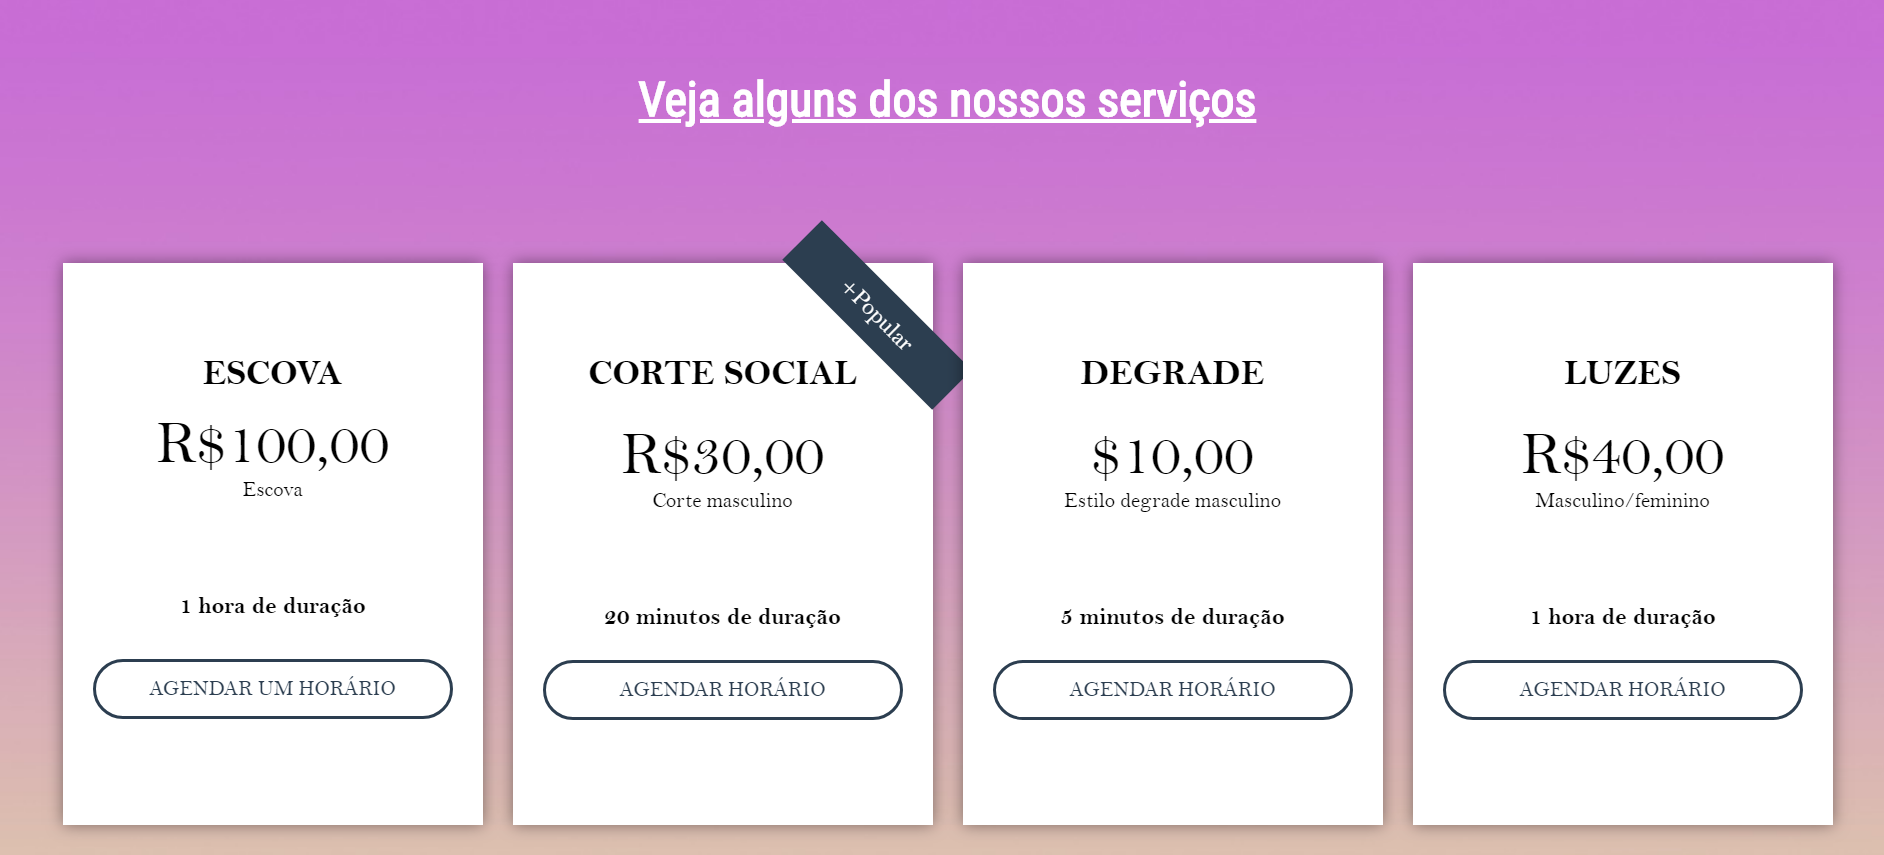 Veja alguns dos nossos serviços
ESCOVA
R$100,00
Escova
1 hora de duração
AGENDAR UM HORÁRIO
+Popular
CORTE SOCIAL
R$30,00
Corte masculino
20 minutos de duração
AGENDAR HORÁRIO
DEGRADE
$10,00
Estilo degrade masculino
5 minutos de duração
AGENDAR HORÁRIO
LUZES
R$40,00
Masculino/feminino
1 hora de duração
AGENDAR HORÁRIO